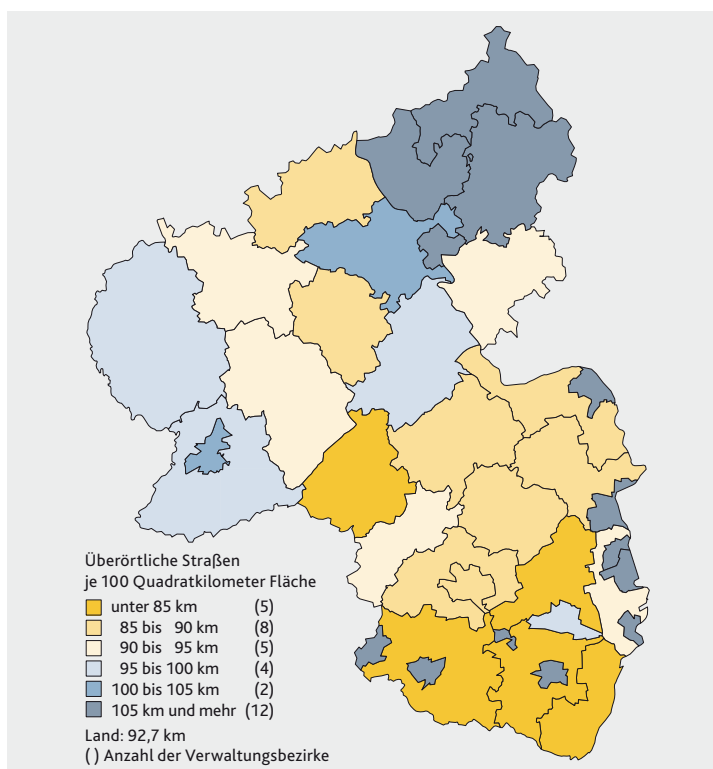 Überörtliche Straßen
je 100 Quadratkilometer Fläche
unter 85 km (5)
85 bis 90 km (8)
90 bis 95 km (5)
95 bis 100 km (4)
100 bis 105 km (2)
105 km und mehr (12)
Land: 92,7 km
( ) Anzahl der Verwaltungsbezirke